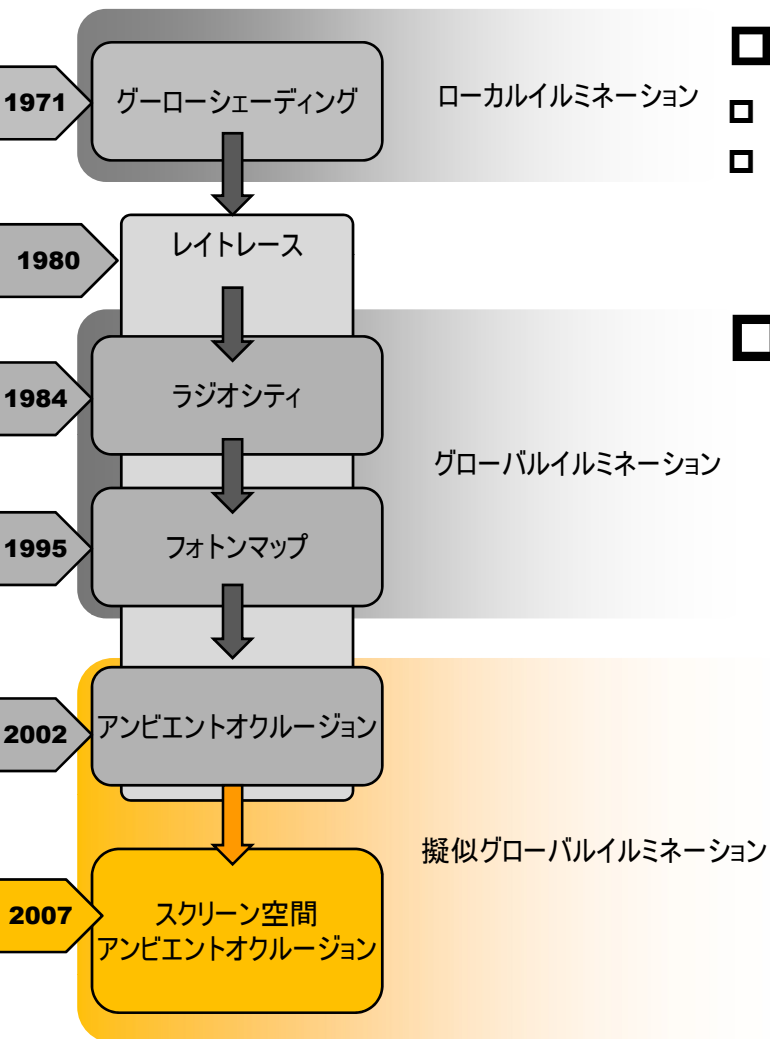 1971
グーローシェーディング
ローカルイルミネーション
1980
レイトレース
1984
ラジオシティ
グローバルイルミネーション
1995
フォトンマップ
2002
アンビエントオクルージョン
擬似グローバルイルミネーション
2007
スクリーン空間
アンビエントオクルージョン